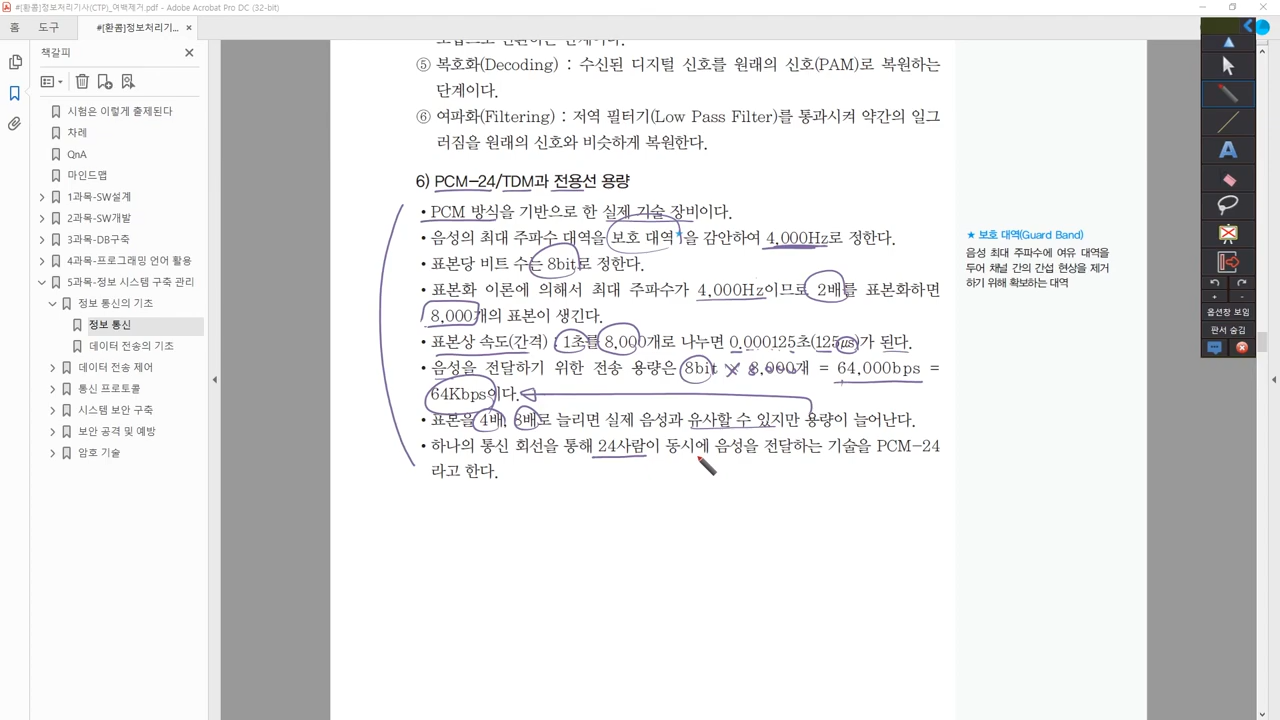 #[환콤]정보처리기사(CTP)_여백제거.pdf - Adobe Acrobat Pro DC (32-bit)
홈 도구 #[환콤]정보처리기... ×
책갈피
시험은 이렇게 출제된다
차례
QnA
마인드맵
1과목-SW설계
2과목-SW개발
3과목-DB구축
4과목-프로그래밍 언어 활용
5과목-정보 시스템 구축 관리
정보 통신의 기초
정보 통신
데이터 전송의 기초
데이터 전송 제어
통신 프로토콜
시스템 보안 구축
보안 공격 및 예방
암호 기술
⑤ 복호화(Decoding) : 수신된 디지털 신호를 원래의 신호(PAM)로 복원하는
단계이다.
⑥ 여파화(Filtering) : 저역 필터기(Low Pass Filter)를 통과시켜 약간의 일그
러짐을 원래의 신호와 비슷하게 복원한다.
6) PCM-24/TDM과 전용선 용량
• PCM 방식을 기반으로 한 실제 기술 장비이다.
• 음성의 최대 주파수 대역을 보호 대역★을 감안하여 4,000Hz로 정한다.
• 표본당 비트 수는 8bit로 정한다.
• 표본화 이론에 의해서 최대 주파수가 4,000Hz이므로 2배를 표본화하면
8,000개의 표본이 생긴다.
• 표본상 속도(간격) : 1초를 8,000개로 나누면 0.000125초(125μs)가 된다.
• 음성을 전달하기 위한 전송 용량은 8bit × 8,000개 = 64,000bps =
64Kbps이다.
• 표본을 4배, 8배로 늘리면 실제 음성과 유사할 수 있지만 용량이 늘어난다.
• 하나의 통신 회선을 통해 24사람이 동시에 음성을 전달하는 기술을 PCM-24
라고 한다.
★ 보호 대역(Guard Band)
음성 최대 주파수에 여유 대역을
두어 채널 간의 간섭 현상을 제거
하기 위해 확보하는 대역
옵션창 보임
판서 숨김